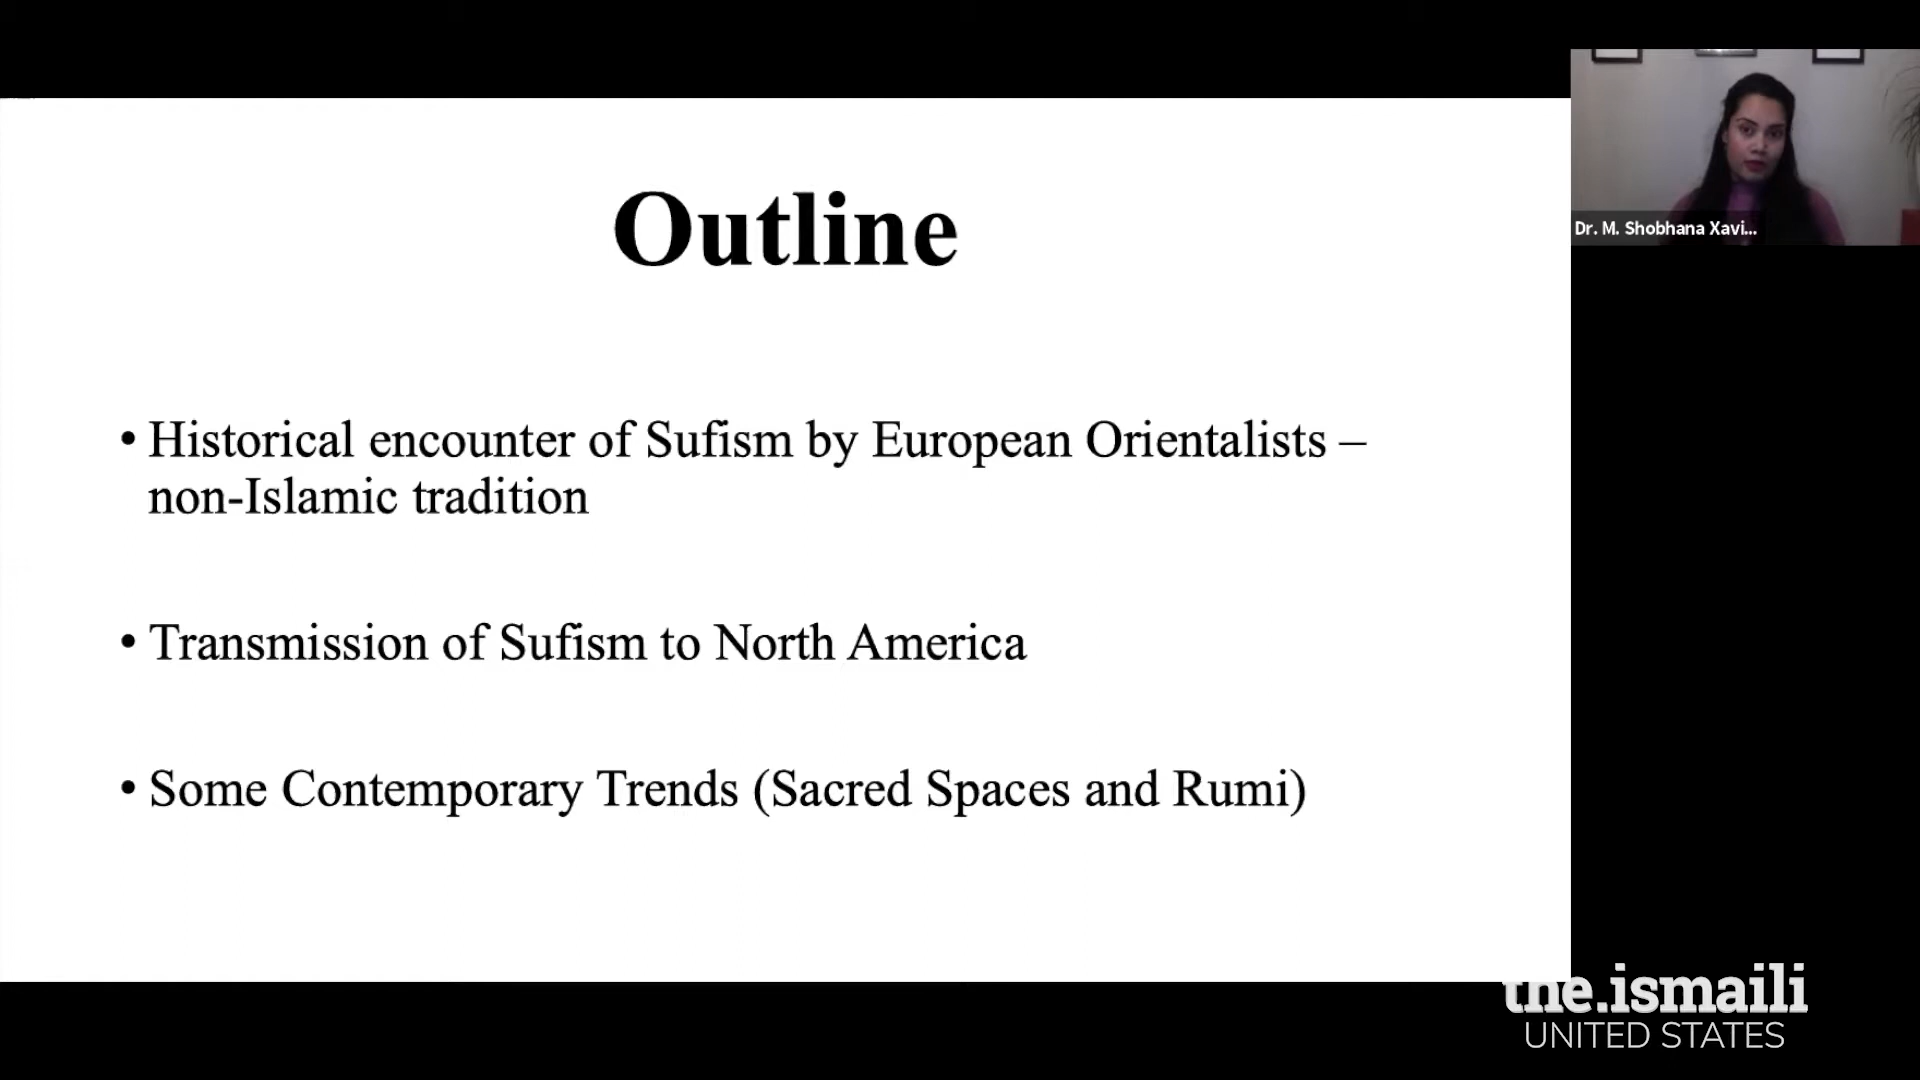 Outline
• Historical encounter of Sufism by European Orientalists –
non-Islamic tradition
• Transmission of Sufism to North America
• Some Contemporary Trends (Sacred Spaces and Rumi)
Dr. M. Shobhana Xavi...
the.ismaili
UNITED STATES